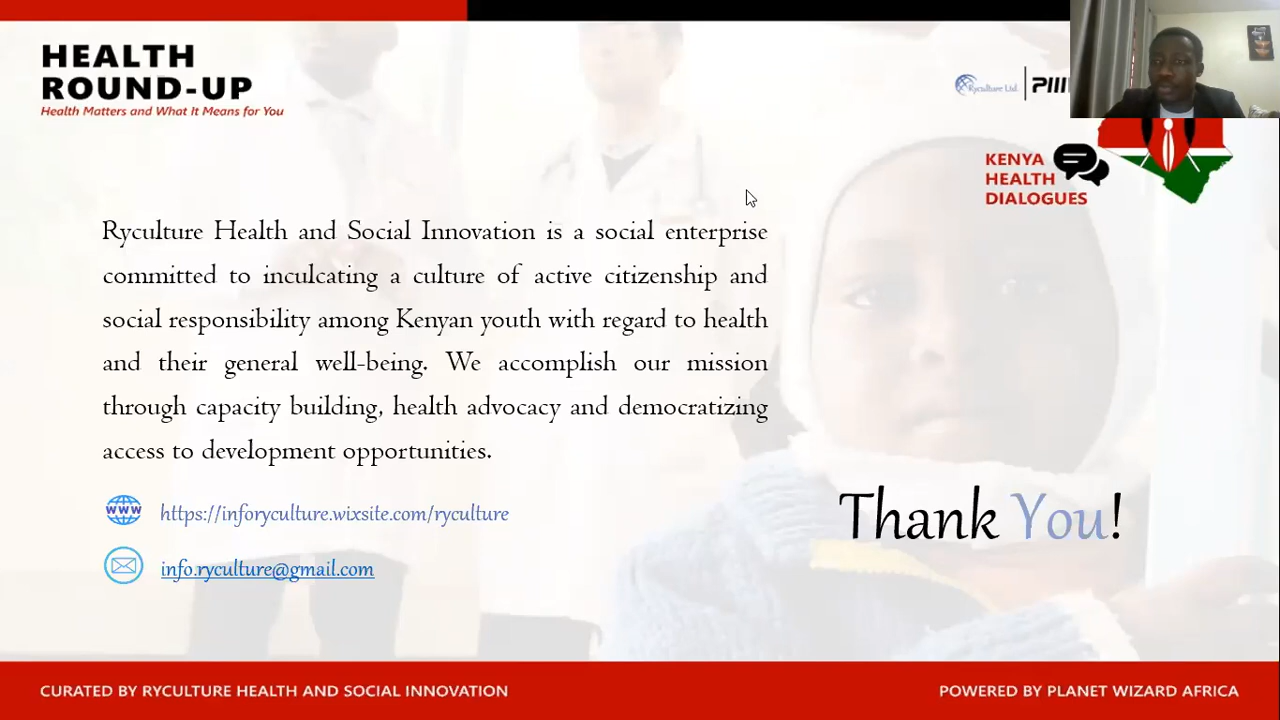 HEALTH
ROUND-UP
Health Matters and What It Means for You
Ryculture Ltd.
KENYA
HEALTH
DIALOGUES
Ryculture Health and Social Innovation is a social enterprise
committed to inculcating a culture of active citizenship and
social responsibility among Kenyan youth with regard to health
and their general well-being. We accomplish our mission
through capacity building, health advocacy and democratizing
access to development opportunities.
WWW
https://inforyculture.wixsite.com/ryculture
info.ryculture@gmail.com
Thank You!
CURATED BY RYCULTURE HEALTH AND SOCIAL INNOVATION
POWERED BY PLANET WIZARD AFRICA